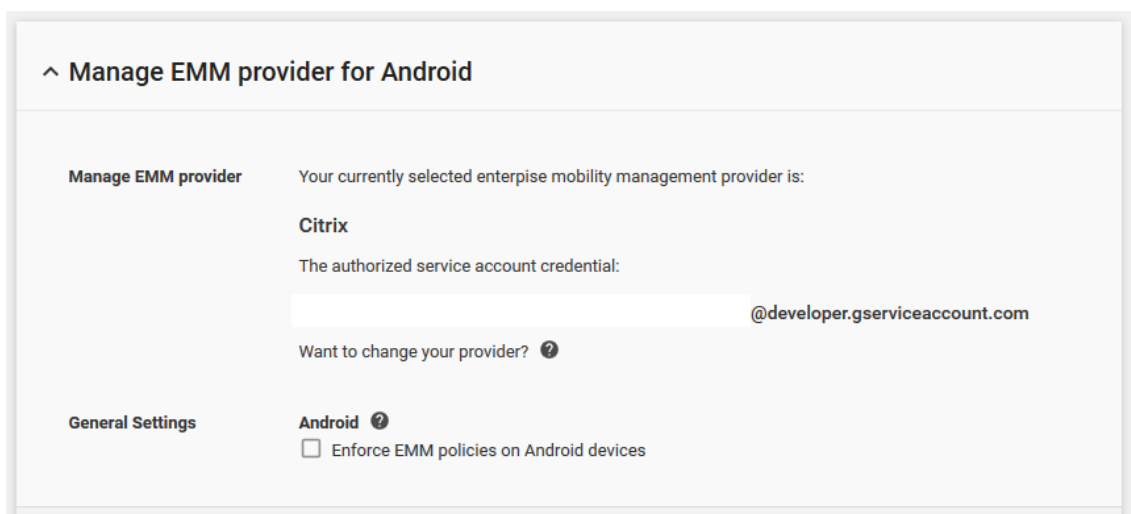 Manage EMM provider for Android
Manage EMM provider
Your currently selected enterpise mobility management provider is:
Citrix
The authorized service account credential:
@developer.gserviceaccount.com
Want to change your provider? ?
General Settings
Android ?
Enforce EMM policies on Android devices